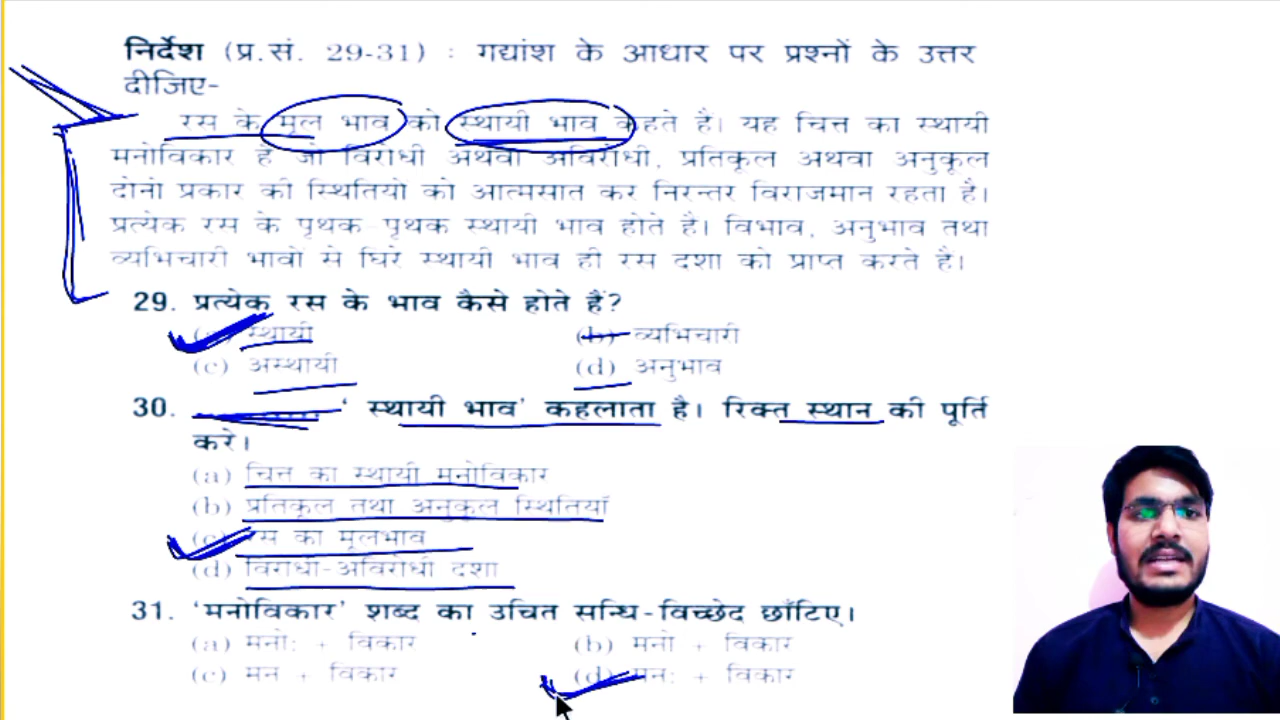 निर्देश (प्र.सं. 29-31) : गद्यांश के आधार पर प्रश्नों के उत्तर
दीजिए-
रस के मूल भाव को स्थायी भाव कहते है। यह चित्त का स्थायी
मनोविकार है जो विरोधी अथवा अविरोधी, प्रतिकूल अथवा अनुकूल
दोनो प्रकार की स्थितियो को आत्मसात कर निरन्तर विराजमान रहता है।
प्रत्येक रस के पृथक-पृथक स्थायी भाव होते है। विभाव, अनुभाव तथा
व्यभिचारी भावों से घिरे स्थायी भाव ही रस दशा को प्राप्त करते है।
29. प्रत्येक रस के भाव कैसे होते हैं?
(a) स्थायी (b) व्यभिचारी
(c) अस्थायी (d) अनुभाव
30. ............ ' स्थायी भाव' कहलाता है। रिक्त स्थान की पूर्ति
करे।
(a) चित्त का स्थायी मनोविकार
(b) प्रतिकूल तथा अनुकूल स्थितियाँ
(c) रस का मूलभाव
(d) विरोधी-अविरोधी दशा
31. 'मनोविकार' शब्द का उचित सन्धि-विच्छेद छाँटिए।
(a) मनो: + विकार (b) मनो + विकार
(c) मन + विकार (d) मन: + विकार